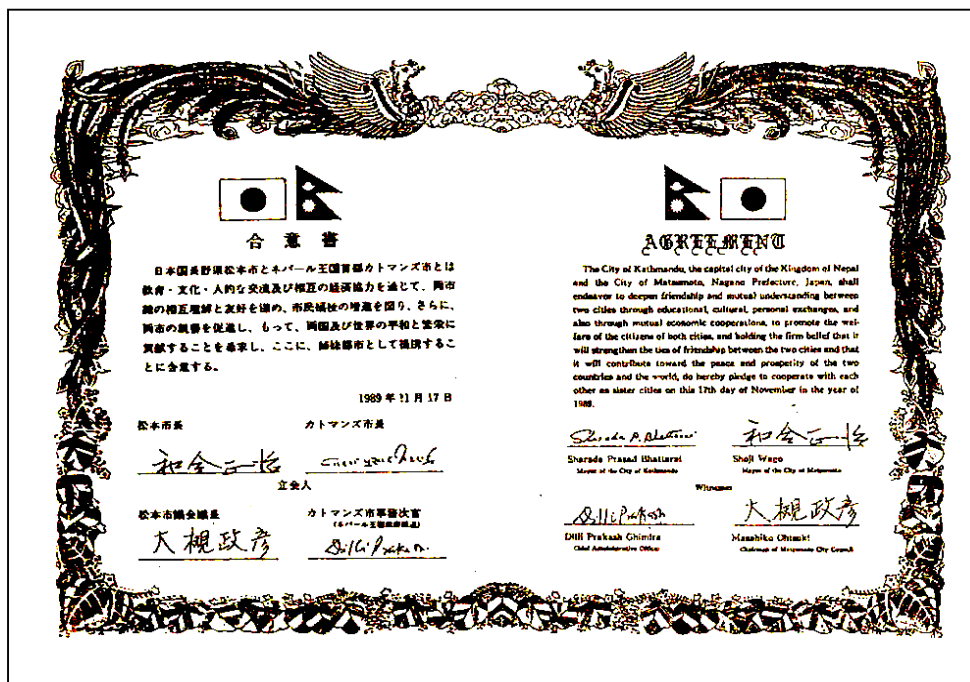 合意書
日本国長野県松本市とネパール王国首都カトマンズ市とは
教育・文化・人的な交流及び相互の経済協力を通じて、両市
間の相互理解と友好を深め、市民福祉の増進を図り、さらに、
両市の親善を促進し、もって、両国及び世界の平和と繁栄に
貢献することを希求し、ここに、姉妹都市として提携するこ
とに合意する。
1989年11月17日
松本市長 カトマンズ市長
和合正治
立会人
松本市議会議長 カトマンズ市事務次官
大槻政彦 Dilli Prakash
AGREEMENT
The City of Kathmandu, the capital city of the Kingdom of Nepal
and the City of Matsumoto, Nagano Prefecture, Japan, shall
endeavor to deepen friendship and mutual understanding between
two cities through educational, cultural, personal exchanges, and
also through mutual economic cooperations, to promote the wel-
fare of the citizens of both cities, and holding the firm belief that it
will strengthen the ties of friendship between the two cities and that
it will contribute toward the peace and prosperity of the two
countries and the world, do hereby pledge to cooperate with each
other as sister cities on this 17th day of November in the year of
1989.
Sharada P. Bhattarai 和合正治
Sharada Prasad Bhattarai Shoji Wago
Mayor of the City of Kathmandu Mayor of the City of Matsumoto
Witnesses
Dilli Prakash 大槻政彦
Dilli Prakash Ghimire Masahiko Ohtsuki
Chief Administrative Officer Chairman of Matsumoto City Council